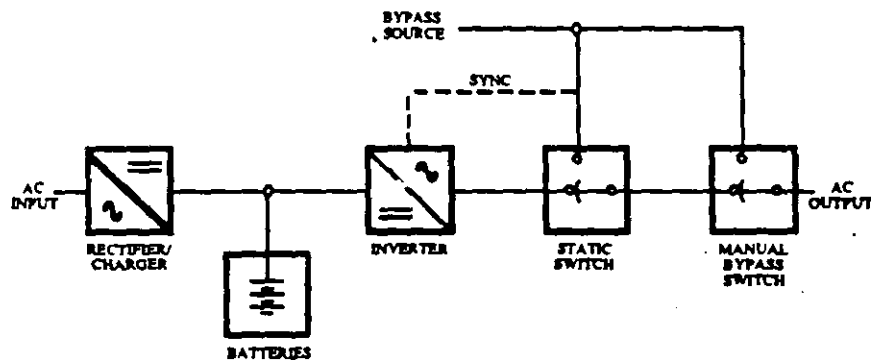 BYPASS
SOURCE
SYNC
AC
INPUT
RECTIFIER/
CHARGER
BATTERIES
INVERTER
STATIC
SWITCH
MANUAL
BYPASS
SWITCH
AC
OUTPUT